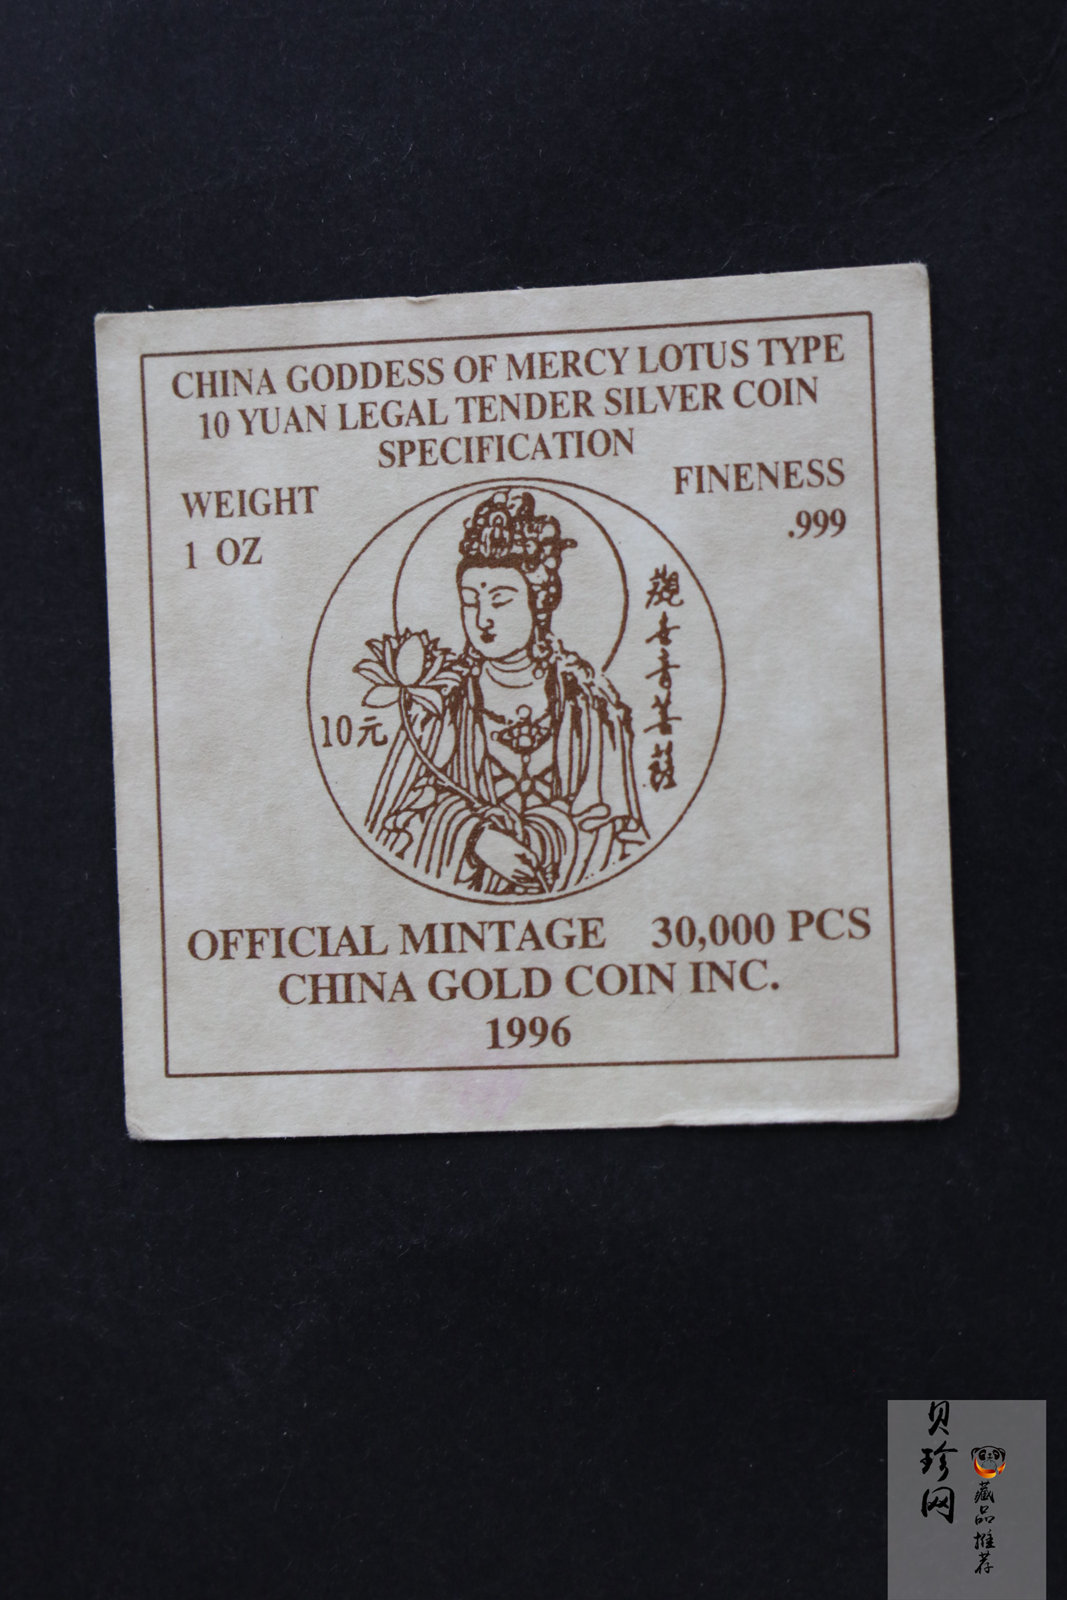 CHINA GODDESS OF MERCY LOTUS TYPE
10 YUAN LEGAL TENDER SILVER COIN
SPECIFICATION
WEIGHT
1 OZ
FINENESS
.999
觀世音菩薩
10元
OFFICIAL MINTAGE 30,000 PCS
CHINA GOLD COIN INC.
1996
贝珍网
藏品推荐